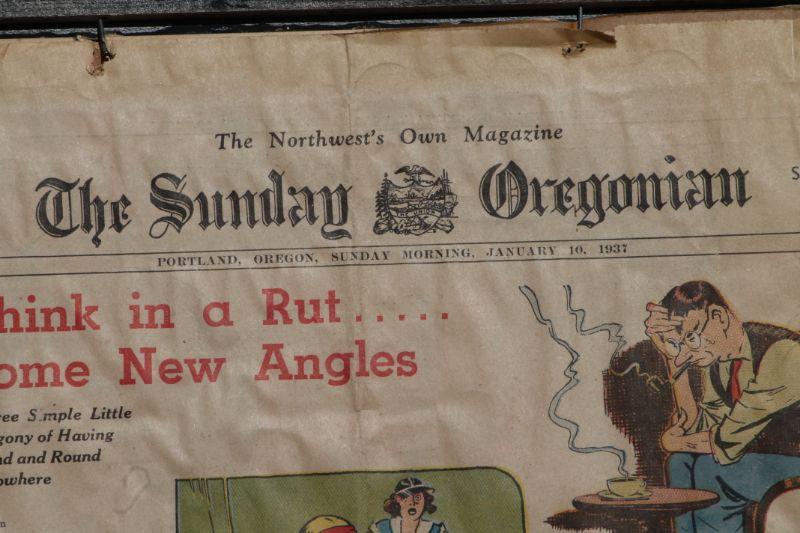 The Northwest's Own Magazine
The Sunday Oregonian
PORTLAND, OREGON, SUNDAY MORNING, JANUARY 10, 1937
hink in a Rut.....
ome New Angles
ree Simple Little
gony of Having
nd and Round
owhere